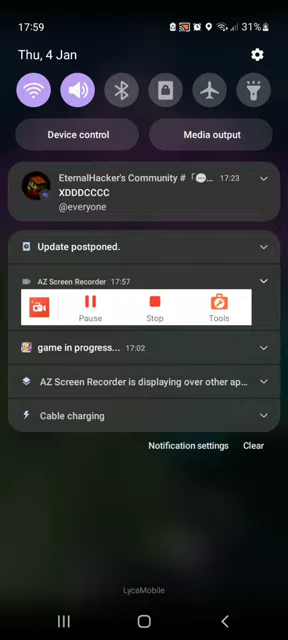 17:59
31%
Thu, 4 Jan
Device control
Media output
EternalHacker's Community # 「💬... 17:23
XDDDCCCC
@everyone
Update postponed.
AZ Screen Recorder 17:57
Pause
Stop
Tools
game in progress... 17:02
AZ Screen Recorder is displaying over other ap...
Cable charging
Notification settings
Clear
LycaMobile